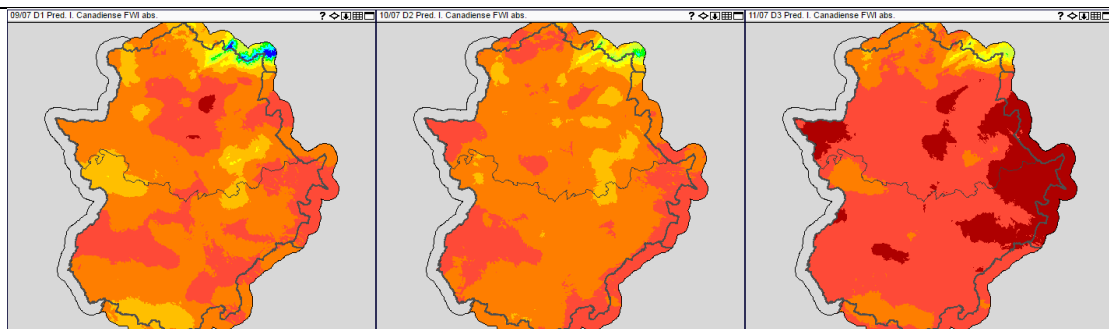 09/07 D1 Pred. I. Canadiense FWI abs.
10/07 D2 Pred. I. Canadiense FWI abs.
11/07 D3 Pred. I. Canadiense FWI abs.